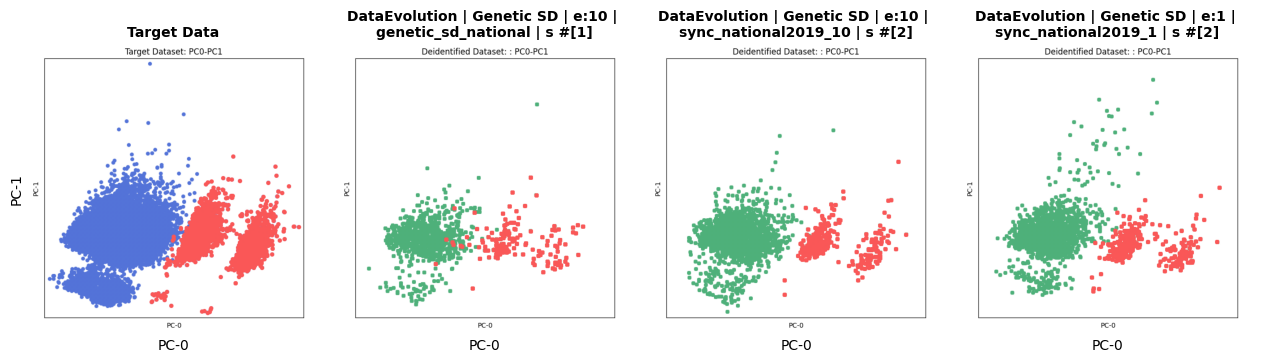 Target Data
Target Dataset: PC0-PC1
PC-1
PC-1
PC-0
PC-0
DataEvolution | Genetic SD | e:10 |
genetic_sd_national | s #[1]
Deidentified Dataset: : PC0-PC1
PC-1
PC-0
PC-0
DataEvolution | Genetic SD | e:10 |
sync_national2019_10 | s #[2]
Deidentified Dataset: : PC0-PC1
PC-1
PC-0
PC-0
DataEvolution | Genetic SD | e:1 |
sync_national2019_1 | s #[2]
Deidentified Dataset: : PC0-PC1
PC-1
PC-0
PC-0